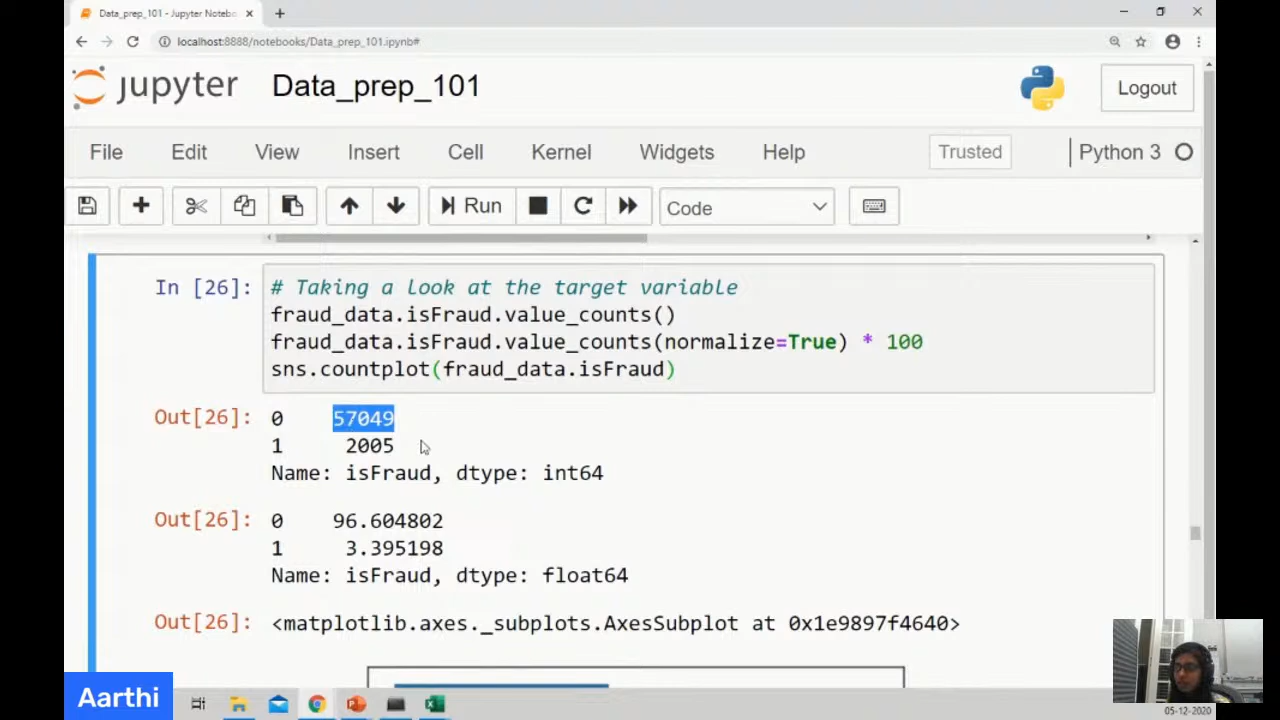 Data_prep_101 - Jupyter Notebo
localhost:8888/notebooks/Data_prep_101.ipynb#
jupyter Data_prep_101
Logout
File Edit View Insert Cell Kernel Widgets Help Trusted Python 3
Run Code
In [26]: # Taking a look at the target variable
fraud_data.isFraud.value_counts()
fraud_data.isFraud.value_counts(normalize=True) * 100
sns.countplot(fraud_data.isFraud)
Out[26]: 0 57049
1 2005
Name: isFraud, dtype: int64
Out[26]: 0 96.604802
1 3.395198
Name: isFraud, dtype: float64
Out[26]: <matplotlib.axes._subplots.AxesSubplot at 0x1e9897f4640>
Aarthi
05-12-2020